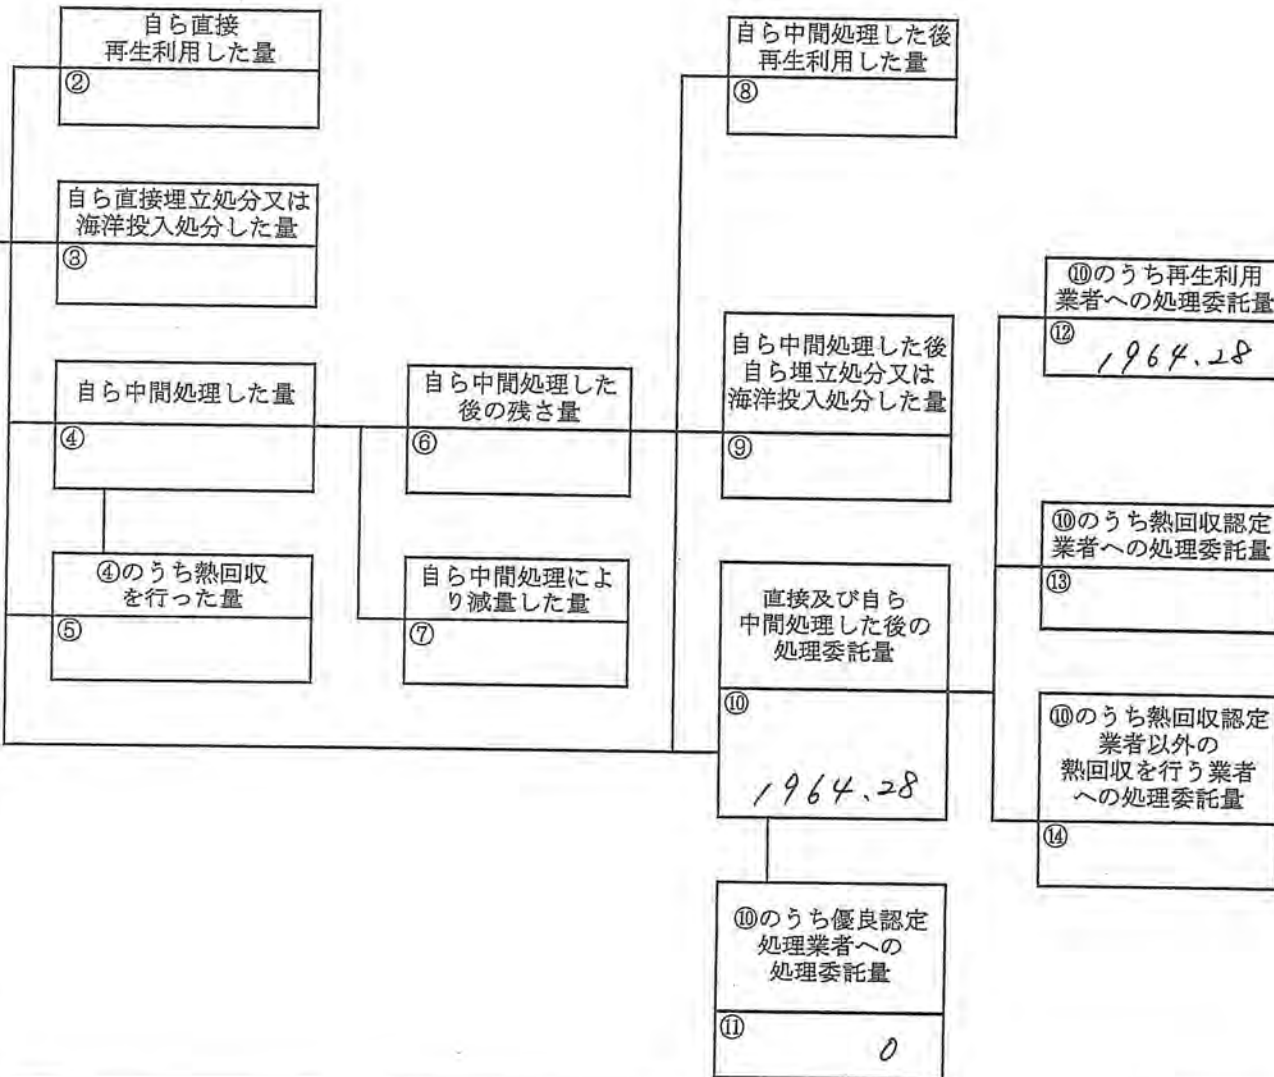 自ら直接
再生利用した量
②
自ら直接埋立処分又は
海洋投入処分した量
③
自ら中間処理した量
④
④のうち熱回収
を行った量
⑤
自ら中間処理した
後の残さ量
⑥
自ら中間処理によ
り減量した量
⑦
自ら中間処理した後
再生利用した量
⑧
自ら中間処理した後
自ら埋立処分又は
海洋投入処分した量
⑨
直接及び自ら
中間処理した後の
処理委託量
⑩
1964.28
⑩のうち優良認定
処理業者への
処理委託量
⑪
0
⑩のうち再生利用
業者への処理委託量
⑫
1964.28
⑩のうち熱回収認定
業者への処理委託量
⑬
⑩のうち熱回収認定
業者以外の
熱回収を行う業者
への処理委託量
⑭